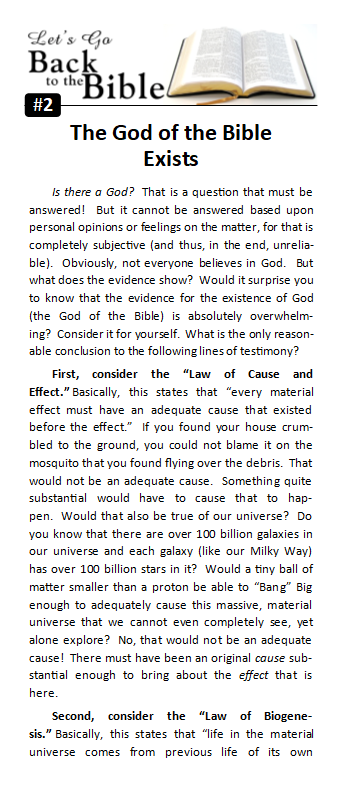 Let's Go
Back
to the
Bible
#2
The God of the Bible
Exists
Is there a God?  That is a question that must be
answered!  But it cannot be answered based upon
personal opinions or feelings on the matter, for that is
completely subjective (and thus, in the end, unrelia-
ble).  Obviously, not everyone believes in God.  But
what does the evidence show?  Would it surprise you
to know that the evidence for the existence of God
(the God of the Bible) is absolutely overwhelm-
ing?  Consider it for yourself.  What is the only reason-
able conclusion to the following lines of testimony?
First, consider the “Law of Cause and
Effect.” Basically, this states that “every material
effect must have an adequate cause that existed
before the effect.”  If you found your house crum-
bled to the ground, you could not blame it on the
mosquito that you found flying over the debris.  That
would not be an adequate cause.  Something quite
substantial would have to cause that to hap-
pen.  Would that also be true of our universe?  Do
you know that there are over 100 billion galaxies in
our universe and each galaxy (like our Milky Way)
has over 100 billion stars in it?  Would a tiny ball of
matter smaller than a proton be able to “Bang” Big
enough to adequately cause this massive, material
universe that we cannot even completely see, yet
alone explore?  No, that would not be an adequate
cause!  There must have been an original cause sub-
stantial enough to bring about the effect that is
here.
Second, consider the “Law of Biogene-
sis.” Basically, this states that “life in the material
universe comes from previous life of its own